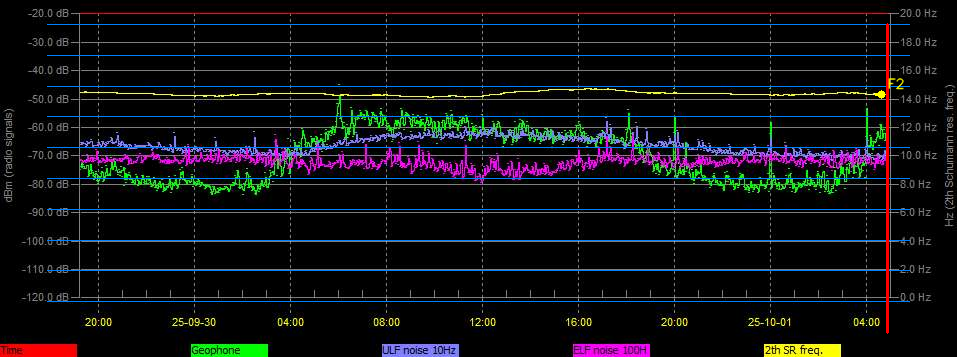 -20.0 dB 20.0 Hz
-30.0 dB 18.0 Hz
-40.0 dB 16.0 Hz
F2
-50.0 dB 14.0 Hz
-60.0 dB 12.0 Hz
-70.0 dB 10.0 Hz
-80.0 dB 8.0 Hz
-90.0 dB 6.0 Hz
-100.0 dB 4.0 Hz
-110.0 dB 2.0 Hz
-120.0 dB 0.0 Hz
dBm (radio signals)
Hz (2th Schumann res. freq.)
20:00 25-09-30 04:00 08:00 12:00 16:00 20:00 25-10-01 04:00
Time Geophone ULF noise 10Hz ELF noise 100H 2th SR freq.